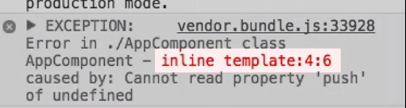 production mode.
▶ EXCEPTION: vendor.bundle.js:33928
Error in ./AppComponent class
AppComponent - inline template:4:6
caused by: Cannot read property 'push'
of undefined